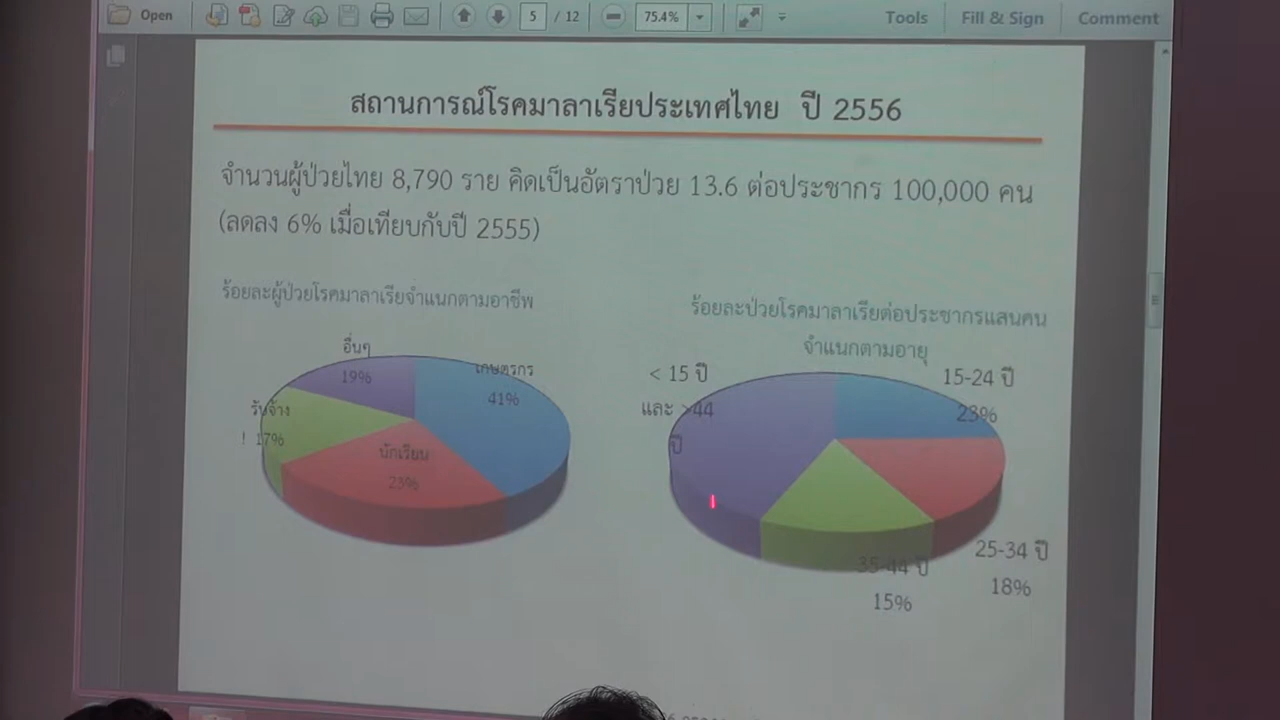 Open
5 / 12
75.4%
Tools
Fill & Sign
Comment
สถานการณ์โรคมาลาเรียประเทศไทย ปี 2556
จำนวนผู้ป่วยไทย 8,790 ราย คิดเป็นอัตราป่วย 13.6 ต่อประชากร 100,000 คน
(ลดลง 6% เมื่อเทียบกับปี 2555)
ร้อยละผู้ป่วยโรคมาลาเรียจำแนกตามอาชีพ
อื่นๆ
19%
เกษตรกร
41%
รับจ้าง
! 17%
นักเรียน
23%
ร้อยละป่วยโรคมาลาเรียต่อประชากรแสนคน
จำแนกตามอายุ
< 15 ปี
และ >44
ปี
15-24 ปี
23%
25-34 ปี
18%
35-44 ปี
15%